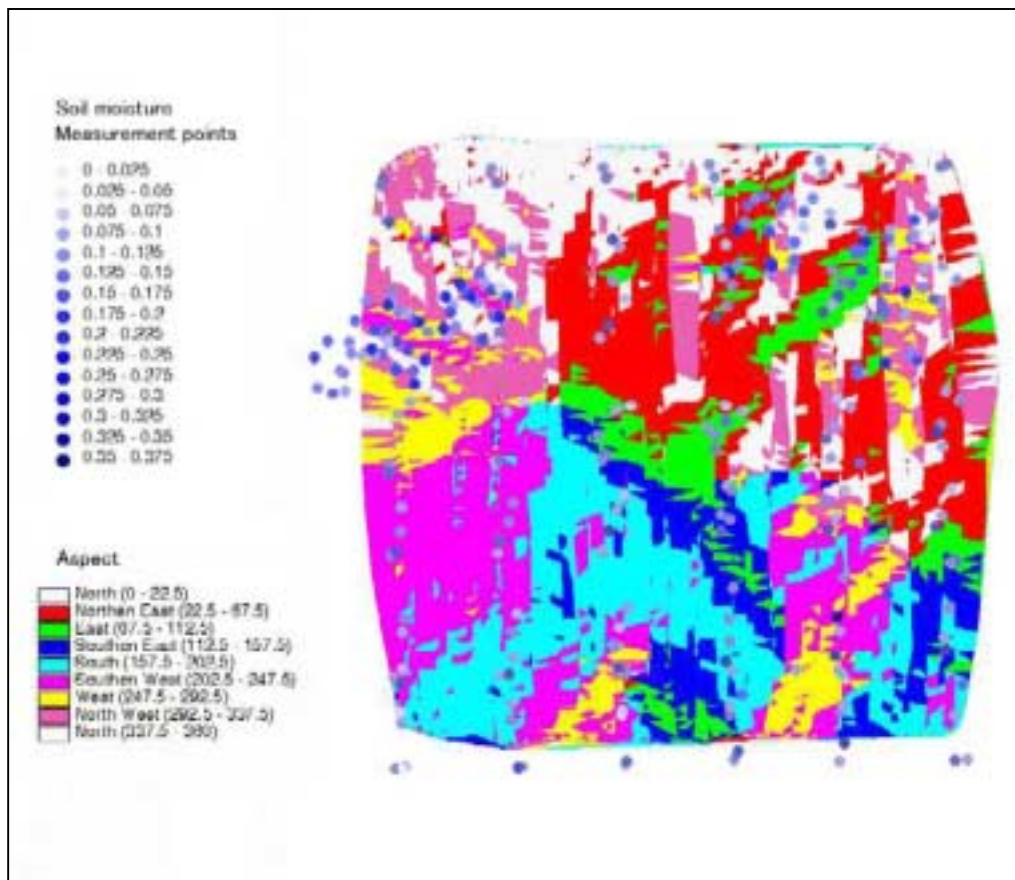 Soil moisture
Measurement points
0 - 0.025
0.025 - 0.05
0.05 - 0.075
0.075 - 0.1
0.1 - 0.125
0.125 - 0.15
0.15 - 0.175
0.175 - 0.2
0.2 - 0.225
0.225 - 0.25
0.25 - 0.275
0.275 - 0.3
0.3 - 0.325
0.325 - 0.35
0.35 - 0.375
Aspect
North (0 - 22.5)
Northen East (22.5 - 67.5)
East (67.5 - 112.5)
Southen East (112.5 - 157.5)
South (157.5 - 202.5)
Southen West (202.5 - 247.5)
West (247.5 - 292.5)
North West (292.5 - 337.5)
North (337.5 - 360)